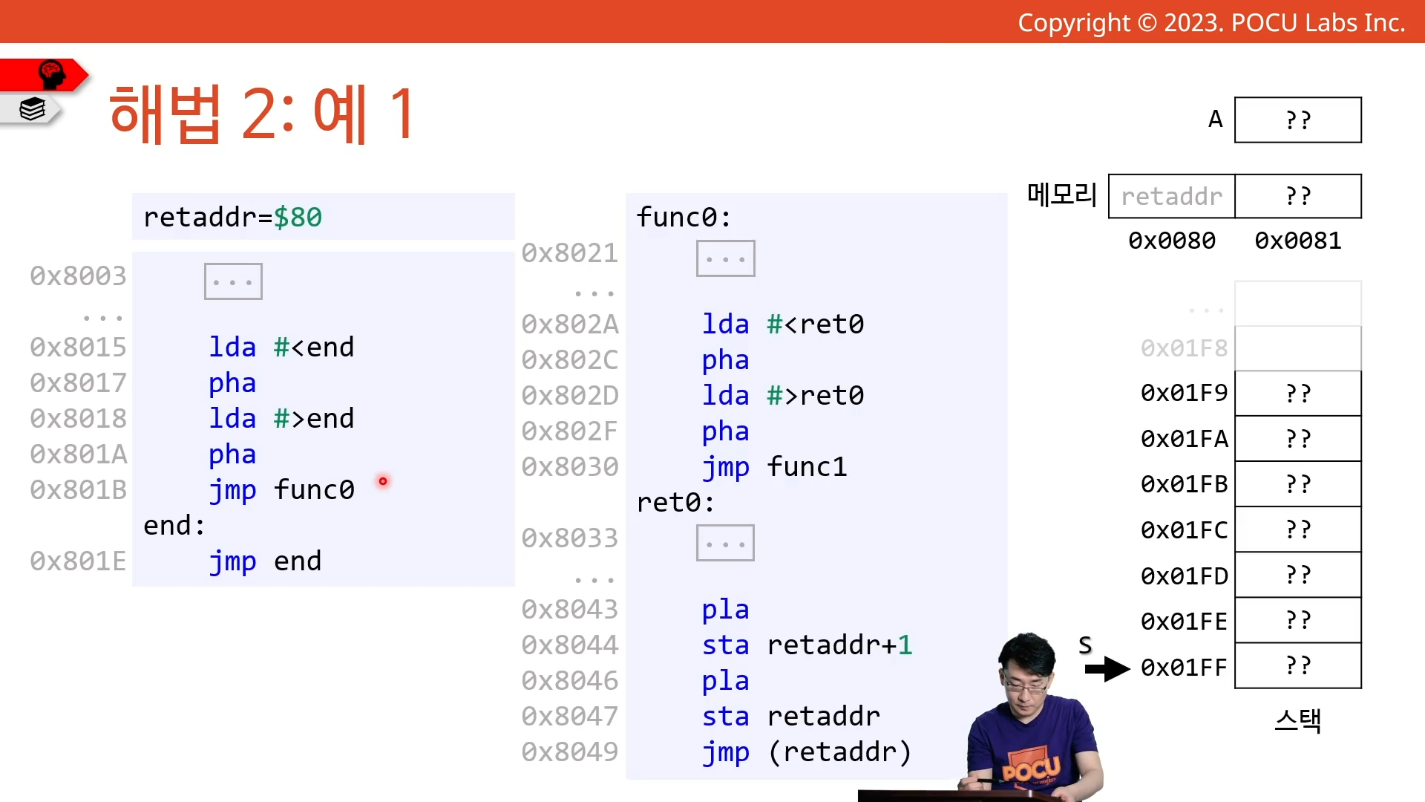 Copyright © 2023. POCU Labs Inc.
해법 2: 예 1
retaddr=$80
0x8003 ...
...
0x8015 lda #<end
0x8017 pha
0x8018 lda #>end
0x801A pha
0x801B jmp func0
end:
0x801E jmp end
func0:
0x8021 ...
...
0x802A lda #<ret0
0x802C pha
0x802D lda #>ret0
0x802F pha
0x8030 jmp func1
ret0:
0x8033 ...
...
0x8043 pla
0x8044 sta retaddr+1
0x8046 pla
0x8047 sta retaddr
0x8049 jmp (retaddr)
A ??
메모리 retaddr ??
0x0080 0x0081
...
0x01F8
0x01F9 ??
0x01FA ??
0x01FB ??
0x01FC ??
0x01FD ??
0x01FE ??
S
0x01FF ??
스택
POCU